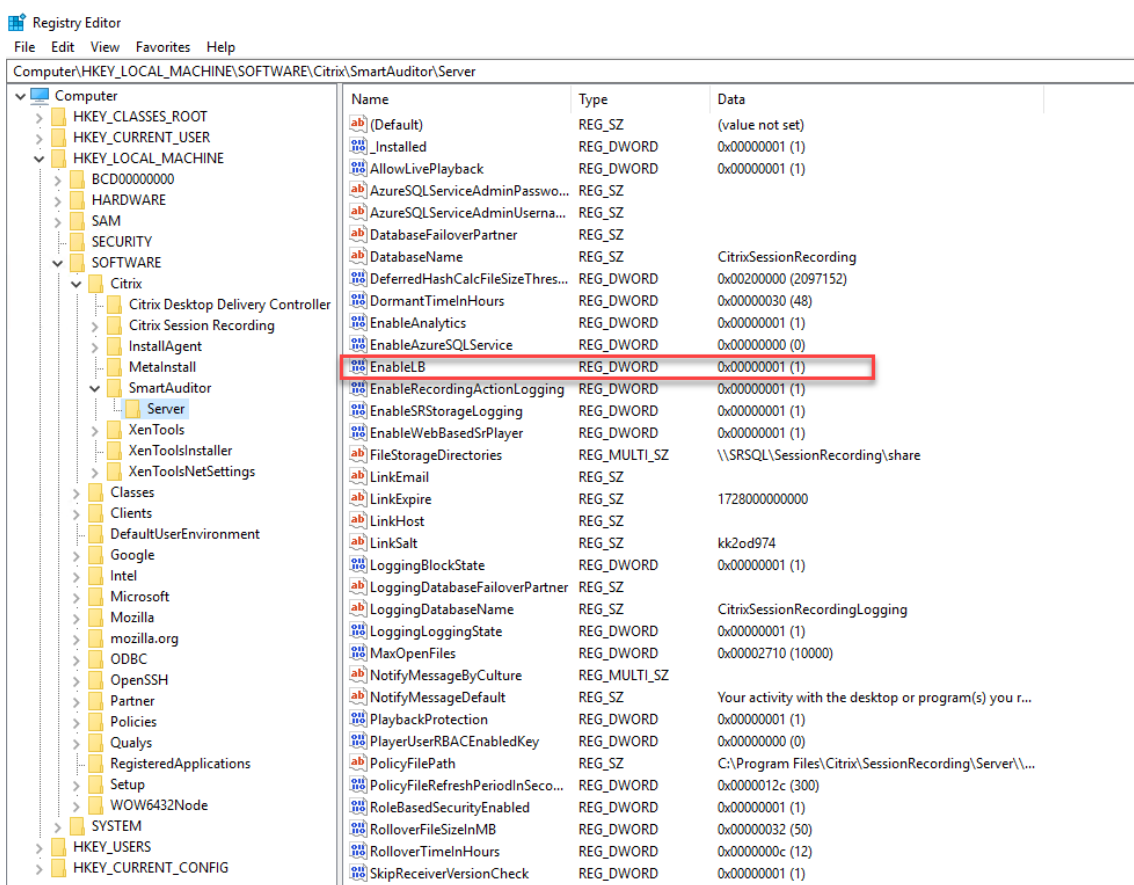 Registry Editor
File Edit View Favorites Help
Computer\HKEY_LOCAL_MACHINE\SOFTWARE\Citrix\SmartAuditor\Server
Computer
HKEY_CLASSES_ROOT
HKEY_CURRENT_USER
HKEY_LOCAL_MACHINE
BCD00000000
HARDWARE
SAM
SECURITY
SOFTWARE
Citrix
Citrix Desktop Delivery Controller
Citrix Session Recording
InstallAgent
MetaInstall
SmartAuditor
Server
XenTools
XenToolsInstaller
XenToolsNetSettings
Classes
Clients
DefaultUserEnvironment
Google
Intel
Microsoft
Mozilla
mozilla.org
ODBC
OpenSSH
Partner
Policies
Qualys
RegisteredApplications
Setup
WOW6432Node
SYSTEM
HKEY_USERS
HKEY_CURRENT_CONFIG
Name Type Data
(Default) REG_SZ (value not set)
_Installed REG_DWORD 0x00000001 (1)
AllowLivePlayback REG_DWORD 0x00000001 (1)
AzureSQLServiceAdminPasswo... REG_SZ
AzureSQLServiceAdminUserna... REG_SZ
DatabaseFailoverPartner REG_SZ
DatabaseName REG_SZ CitrixSessionRecording
DeferredHashCalcFileSizeThres... REG_DWORD 0x00200000 (2097152)
DormantTimeInHours REG_DWORD 0x00000030 (48)
EnableAnalytics REG_DWORD 0x00000001 (1)
EnableAzureSQLService REG_DWORD 0x00000000 (0)
EnableLB REG_DWORD 0x00000001 (1)
EnableRecordingActionLogging REG_DWORD 0x00000001 (1)
EnableSRStorageLogging REG_DWORD 0x00000001 (1)
EnableWebBasedSrPlayer REG_DWORD 0x00000001 (1)
FileStorageDirectories REG_MULTI_SZ \\SRSQL\SessionRecording\share
LinkEmail REG_SZ
LinkExpire REG_SZ 1728000000000
LinkHost REG_SZ
LinkSalt REG_SZ kk2od974
LoggingBlockState REG_DWORD 0x00000001 (1)
LoggingDatabaseFailoverPartner REG_SZ
LoggingDatabaseName REG_SZ CitrixSessionRecordingLogging
LoggingLoggingState REG_DWORD 0x00000001 (1)
MaxOpenFiles REG_DWORD 0x00002710 (10000)
NotifyMessageByCulture REG_MULTI_SZ
NotifyMessageDefault REG_SZ Your activity with the desktop or program(s) you r...
PlaybackProtection REG_DWORD 0x00000001 (1)
PlayerUserRBACEnabledKey REG_DWORD 0x00000000 (0)
PolicyFilePath REG_SZ C:\Program Files\Citrix\SessionRecording\Server\\...
PolicyFileRefreshPeriodInSeco... REG_DWORD 0x0000012c (300)
RoleBasedSecurityEnabled REG_DWORD 0x00000001 (1)
RolloverFileSizeInMB REG_DWORD 0x00000032 (50)
RolloverTimeInHours REG_DWORD 0x0000000c (12)
SkipReceiverVersionCheck REG_DWORD 0x00000001 (1)